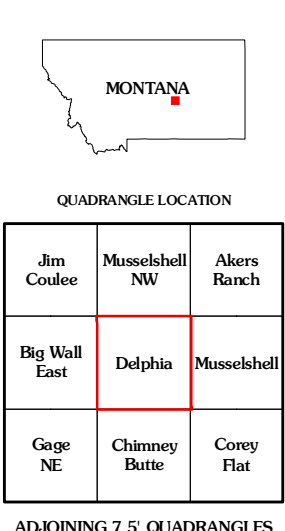 MONTANA
QUADRANGLE LOCATION
Jim
Coulee
Musselshell
NW
Akers
Ranch
Big Wall
East
Delphia
Musselshell
Gage
NE
Chimney
Butte
Corey
Flat
ADJOINING 7.5' QUADRANGLES